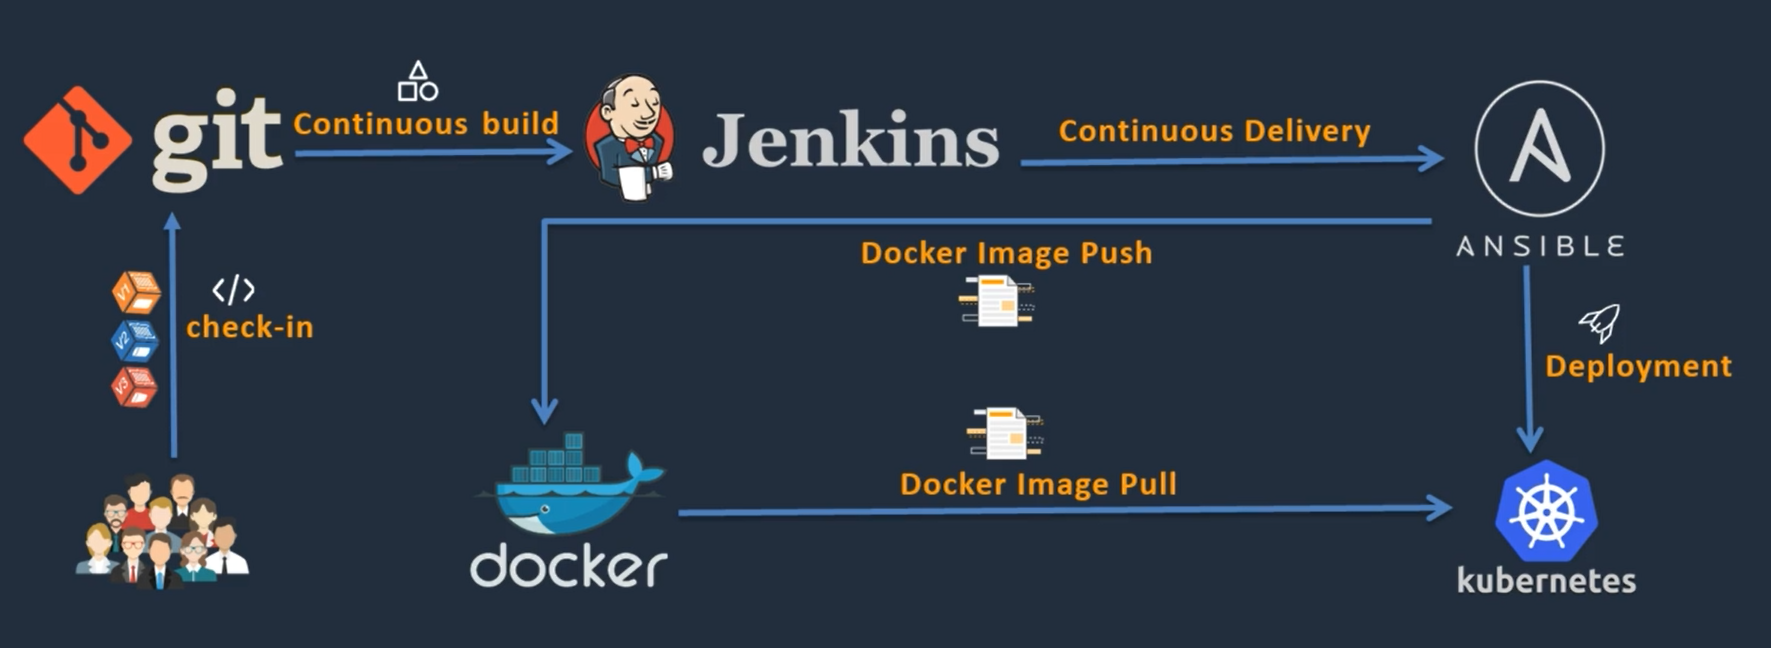 git
Continuous build
Jenkins
Continuous Delivery
ANSIBLE
Docker Image Push
V1
V2
V3
</>
check-in
Deployment
Docker Image Pull
docker
kubernetes